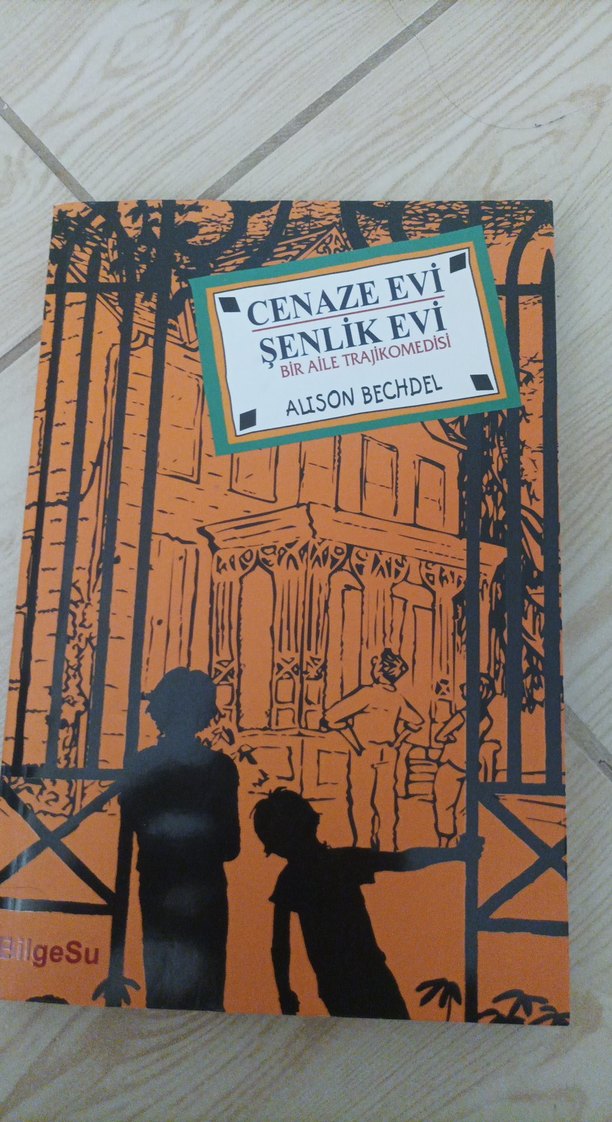 CENAZE EVİ
ŞENLİK EVİ
BİR AİLE TRAJİKOMEDİSİ
ALISON BECHDEL
BilgeSu